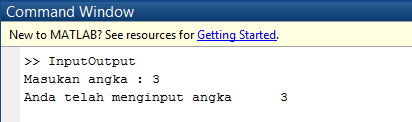 Command Window
New to MATLAB? See resources for Getting Started.
>> InputOutput
Masukan angka : 3
Anda telah menginput angka      3